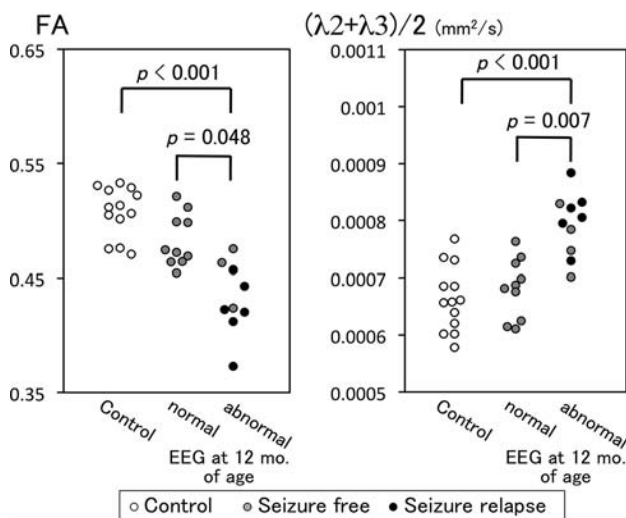 FA
0.65
0.55
0.45
0.35
p < 0.001
p = 0.048
Control
normal
abnormal
EEG at 12 mo.
of age
(λ2+λ3)/2 (mm²/s)
0.0011
0.001
0.0009
0.0008
0.0007
0.0006
0.0005
p < 0.001
p = 0.007
Control
normal
abnormal
EEG at 12 mo.
of age
Control Seizure free Seizure relapse